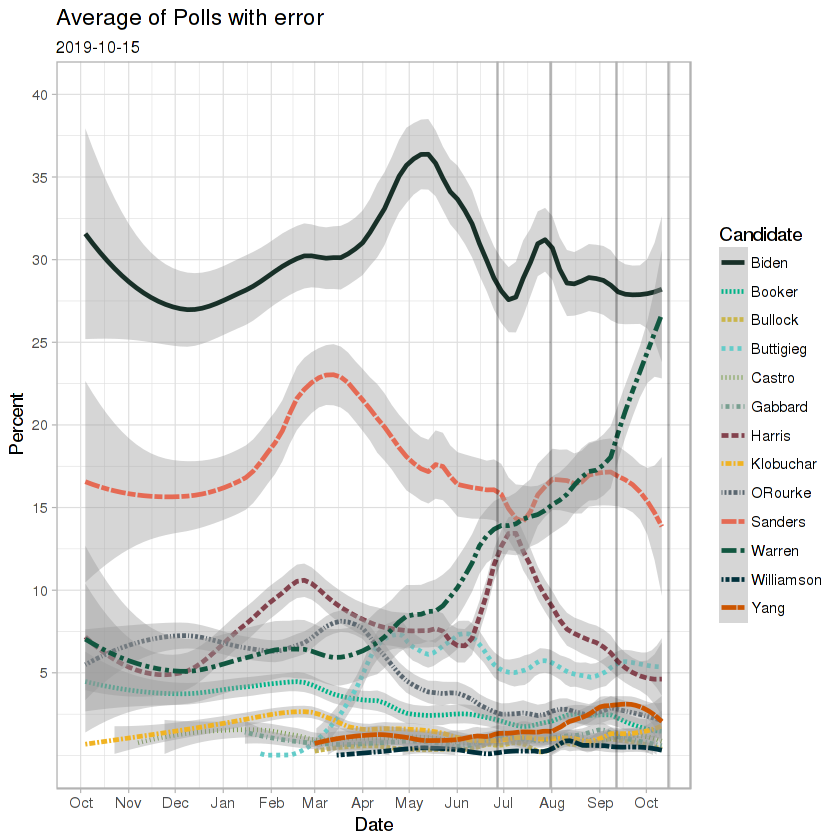 Average of Polls with error
2019-10-15
40
35
30
25
20
15
10
5
Percent
Oct Nov Dec Jan Feb Mar Apr May Jun Jul Aug Sep Oct
Date
Candidate
Biden
Booker
Bullock
Buttigieg
Castro
Gabbard
Harris
Klobuchar
ORourke
Sanders
Warren
Williamson
Yang